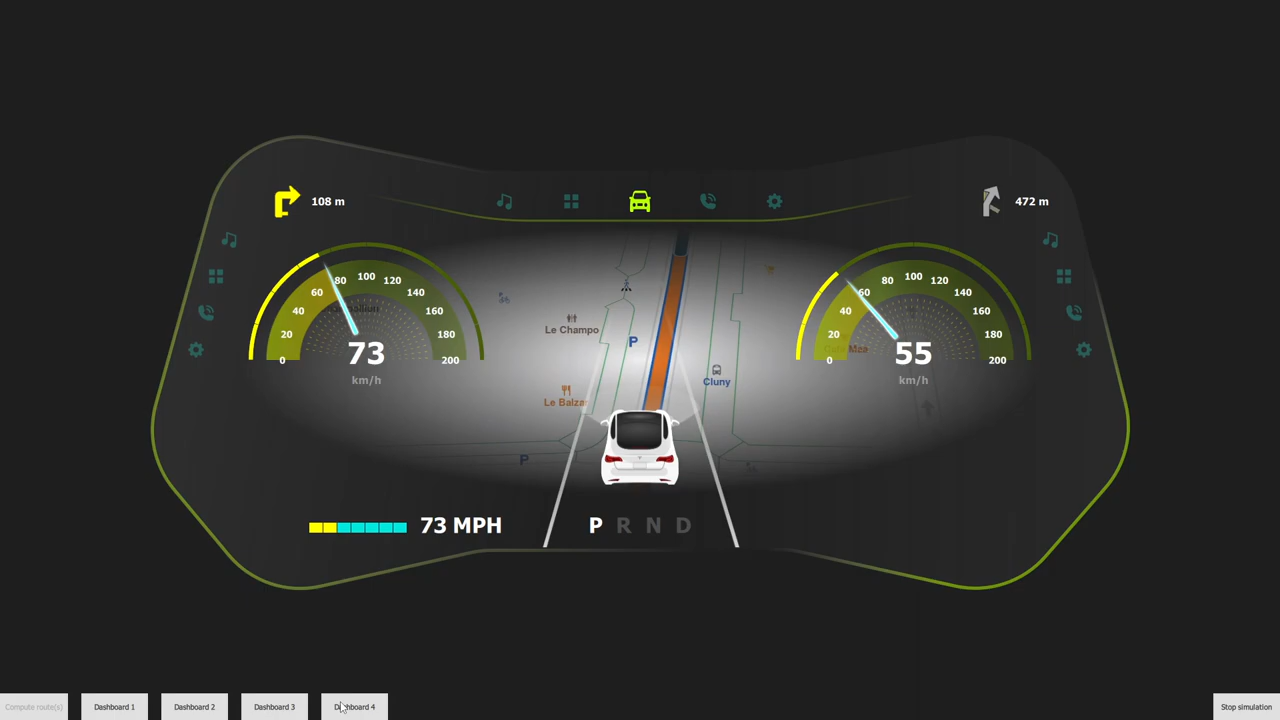 108 m
472 m
0 20 40 60 80 100 120 140 160 180 200
73
km/h
0 20 40 60 80 100 120 140 160 180 200
55
km/h
Le Champo
P
Cluny
Le Balzar
P
73 MPH
P R N D
Compute route(s)
Dashboard 1
Dashboard 2
Dashboard 3
Dashboard 4
Stop simulation